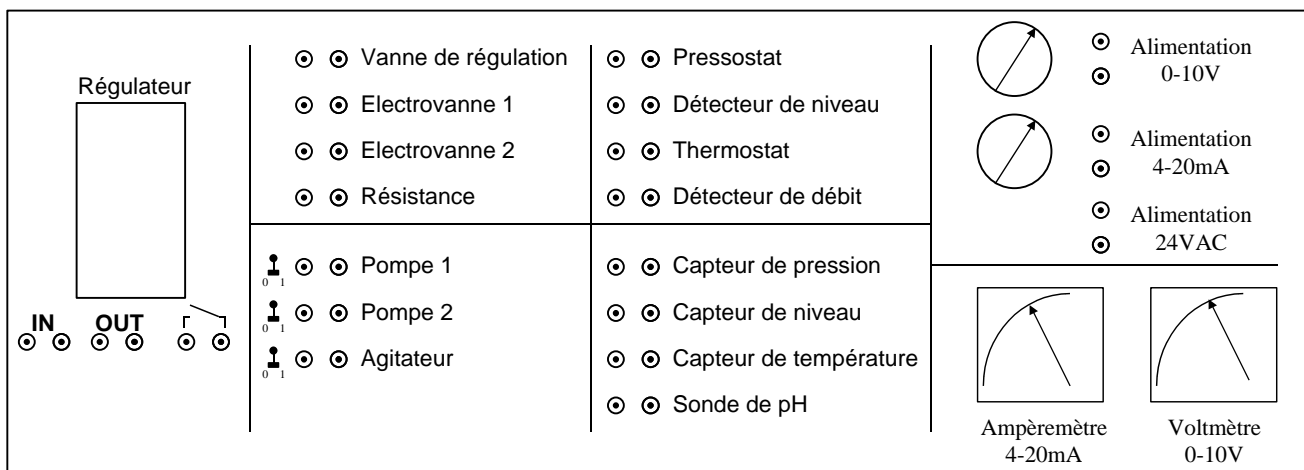 Régulateur
IN OUT
Vanne de régulation
Electrovanne 1
Electrovanne 2
Résistance
0 1 Pompe 1
0 1 Pompe 2
0 1 Agitateur
Pressostat
Détecteur de niveau
Thermostat
Détecteur de débit
Capteur de pression
Capteur de niveau
Capteur de température
Sonde de pH
Alimentation
0-10V
Alimentation
4-20mA
Alimentation
24VAC
Ampèremètre
4-20mA
Voltmètre
0-10V